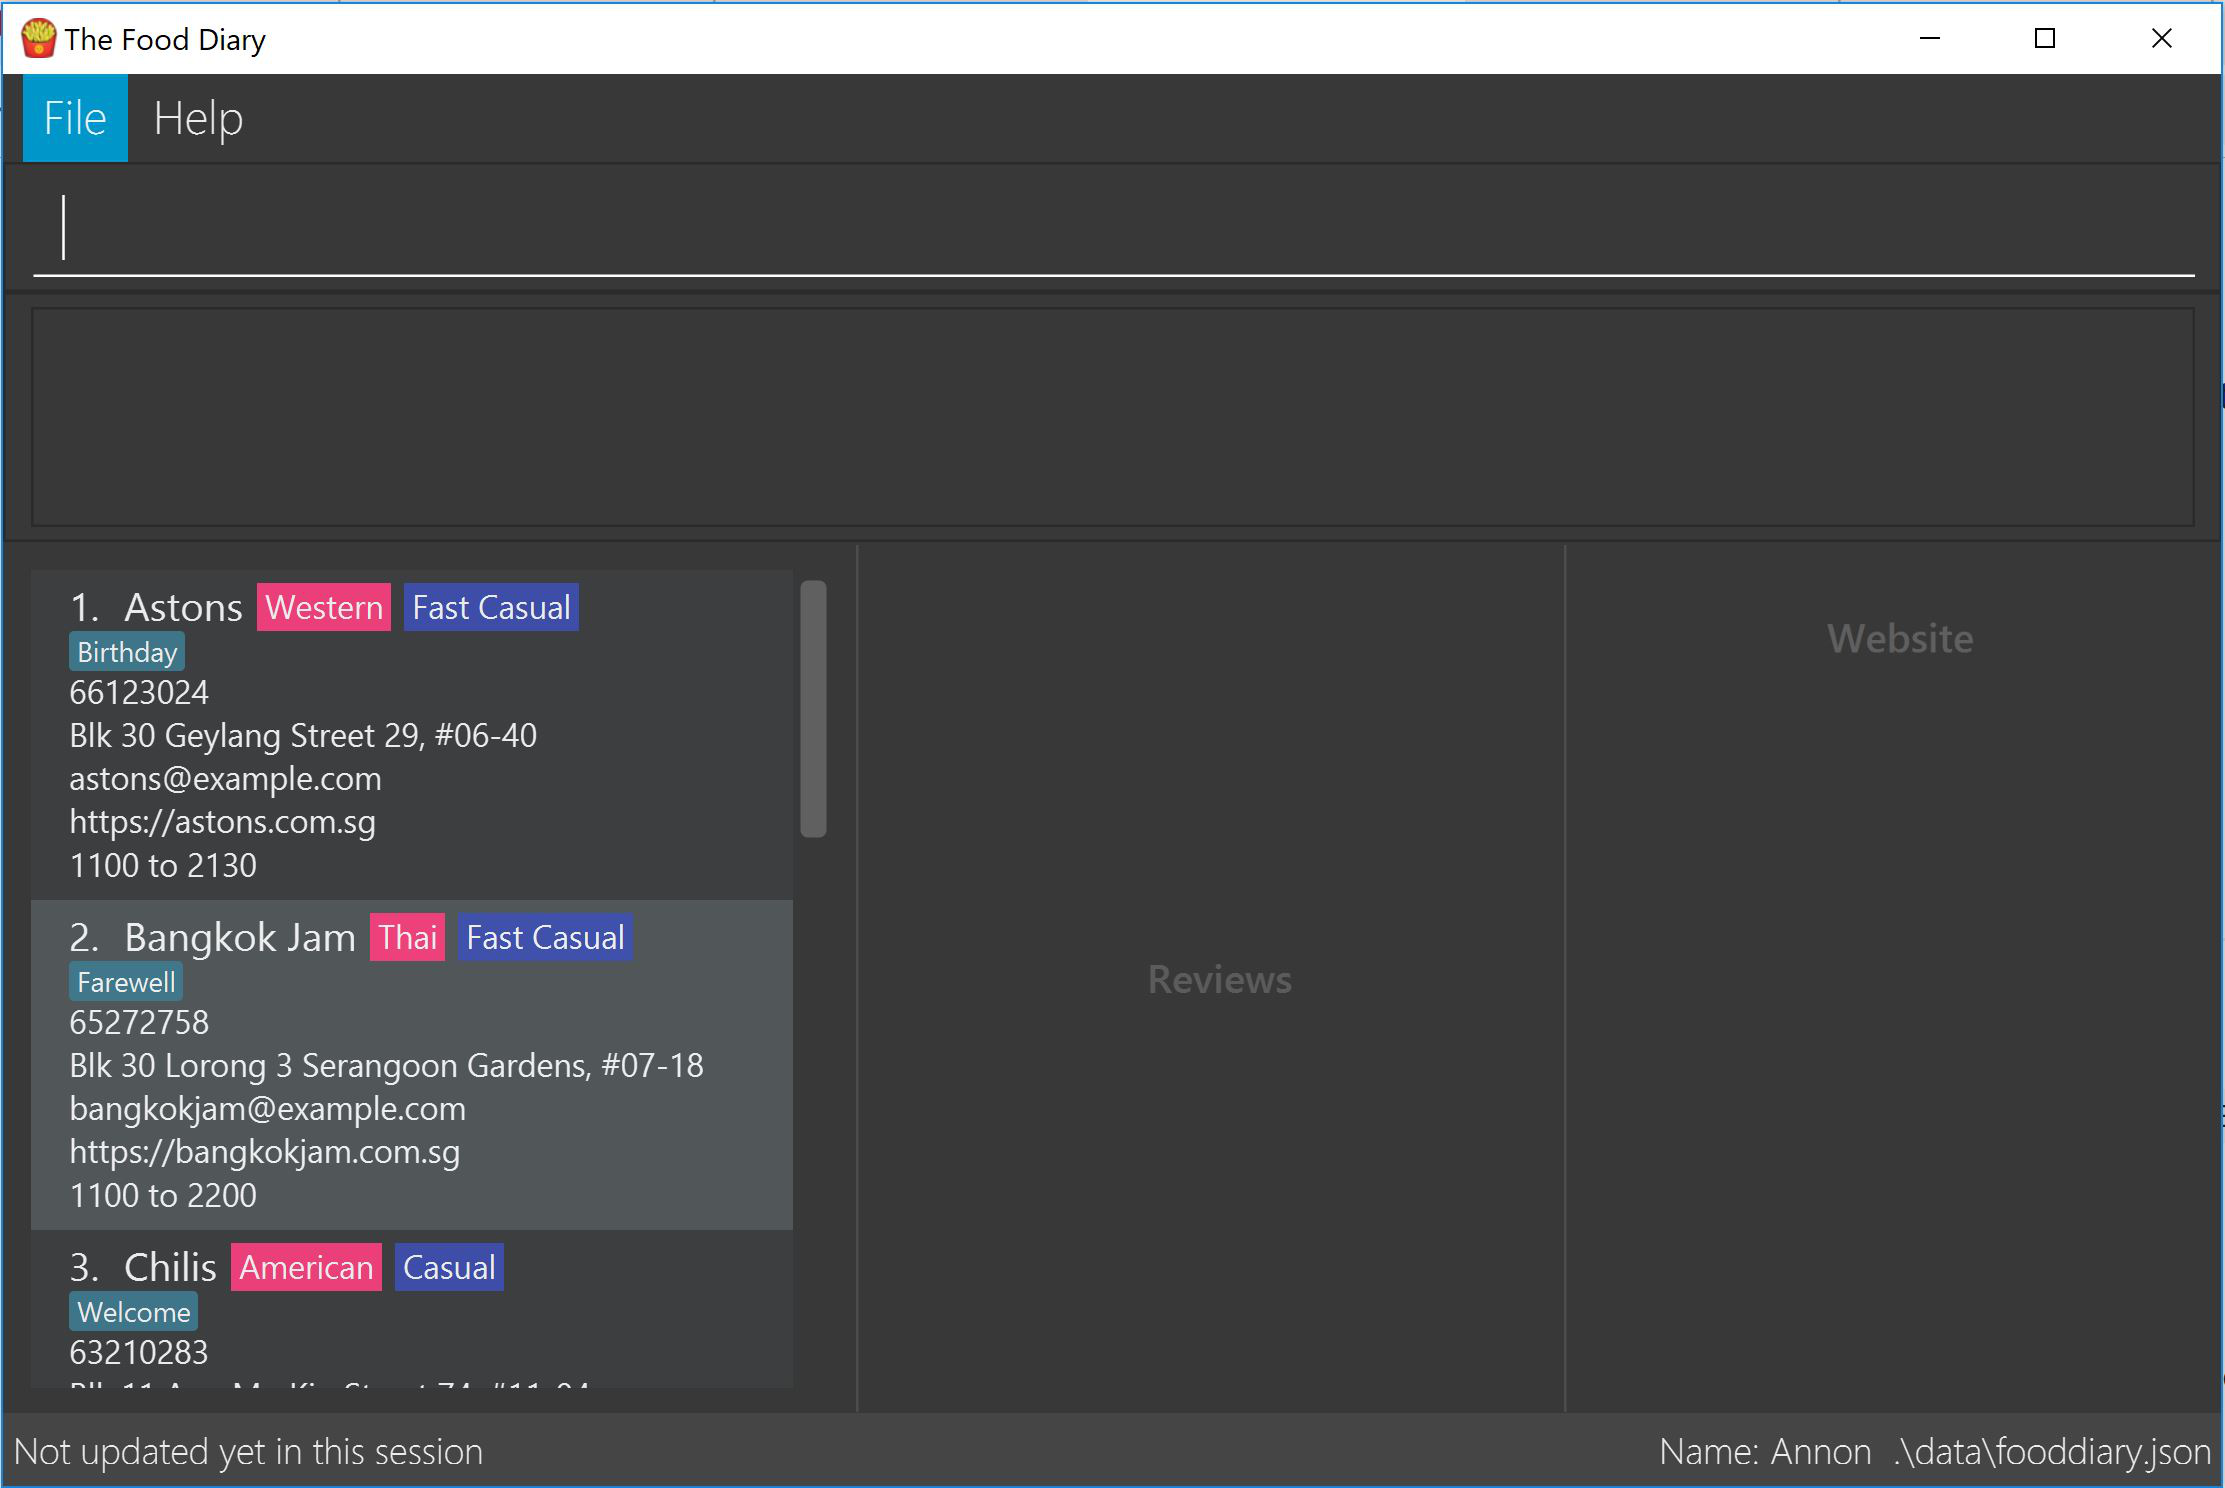 The Food Diary
File Help
1. Astons Western Fast Casual
Birthday
66123024
Blk 30 Geylang Street 29, #06-40
astons@example.com
https://astons.com.sg
1100 to 2130
2. Bangkok Jam Thai Fast Casual
Farewell
65272758
Blk 30 Lorong 3 Serangoon Gardens, #07-18
bangkokjam@example.com
https://bangkokjam.com.sg
1100 to 2200
3. Chilis American Casual
Welcome
63210283
Reviews
Website
Not updated yet in this session
Name: Annon .\data\fooddiary.json